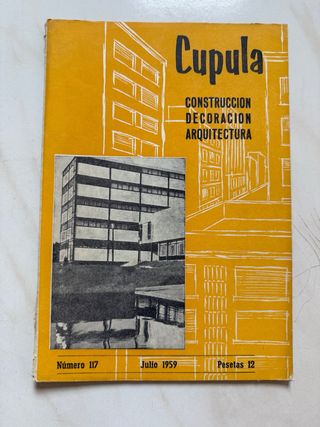 Cupula
CONSTRUCCION
DECORACION
ARQUITECTURA
Número 117 Julio 1959 Pesetas 12